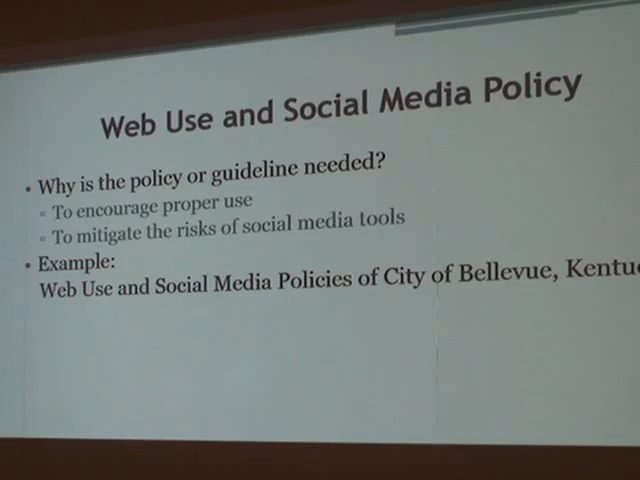 Web Use and Social Media Policy
• Why is the policy or guideline needed?
▫ To encourage proper use
▫ To mitigate the risks of social media tools
• Example:
Web Use and Social Media Policies of City of Bellevue,